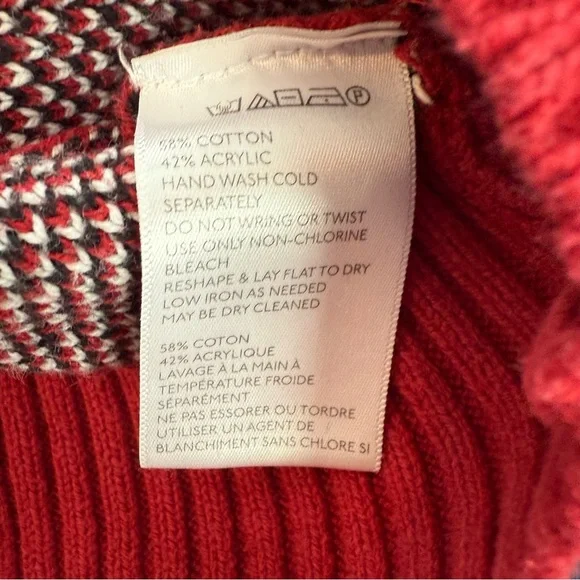 58% COTTON
42% ACRYLIC
HAND WASH COLD
SEPARATELY
DO NOT WRING OR TWIST
USE ONLY NON-CHLORINE
BLEACH
RESHAPE & LAY FLAT TO DRY
LOW IRON AS NEEDED
MAY BE DRY CLEANED
58% COTON
42% ACRYLIQUE
LAVAGE À LA MAIN À
TEMPÉRATURE FROIDE
SÉPARÉMENT
NE PAS ESSORER OU TORDRE
UTILISER UN AGENT DE
BLANCHIMENT SANS CHLORE SI